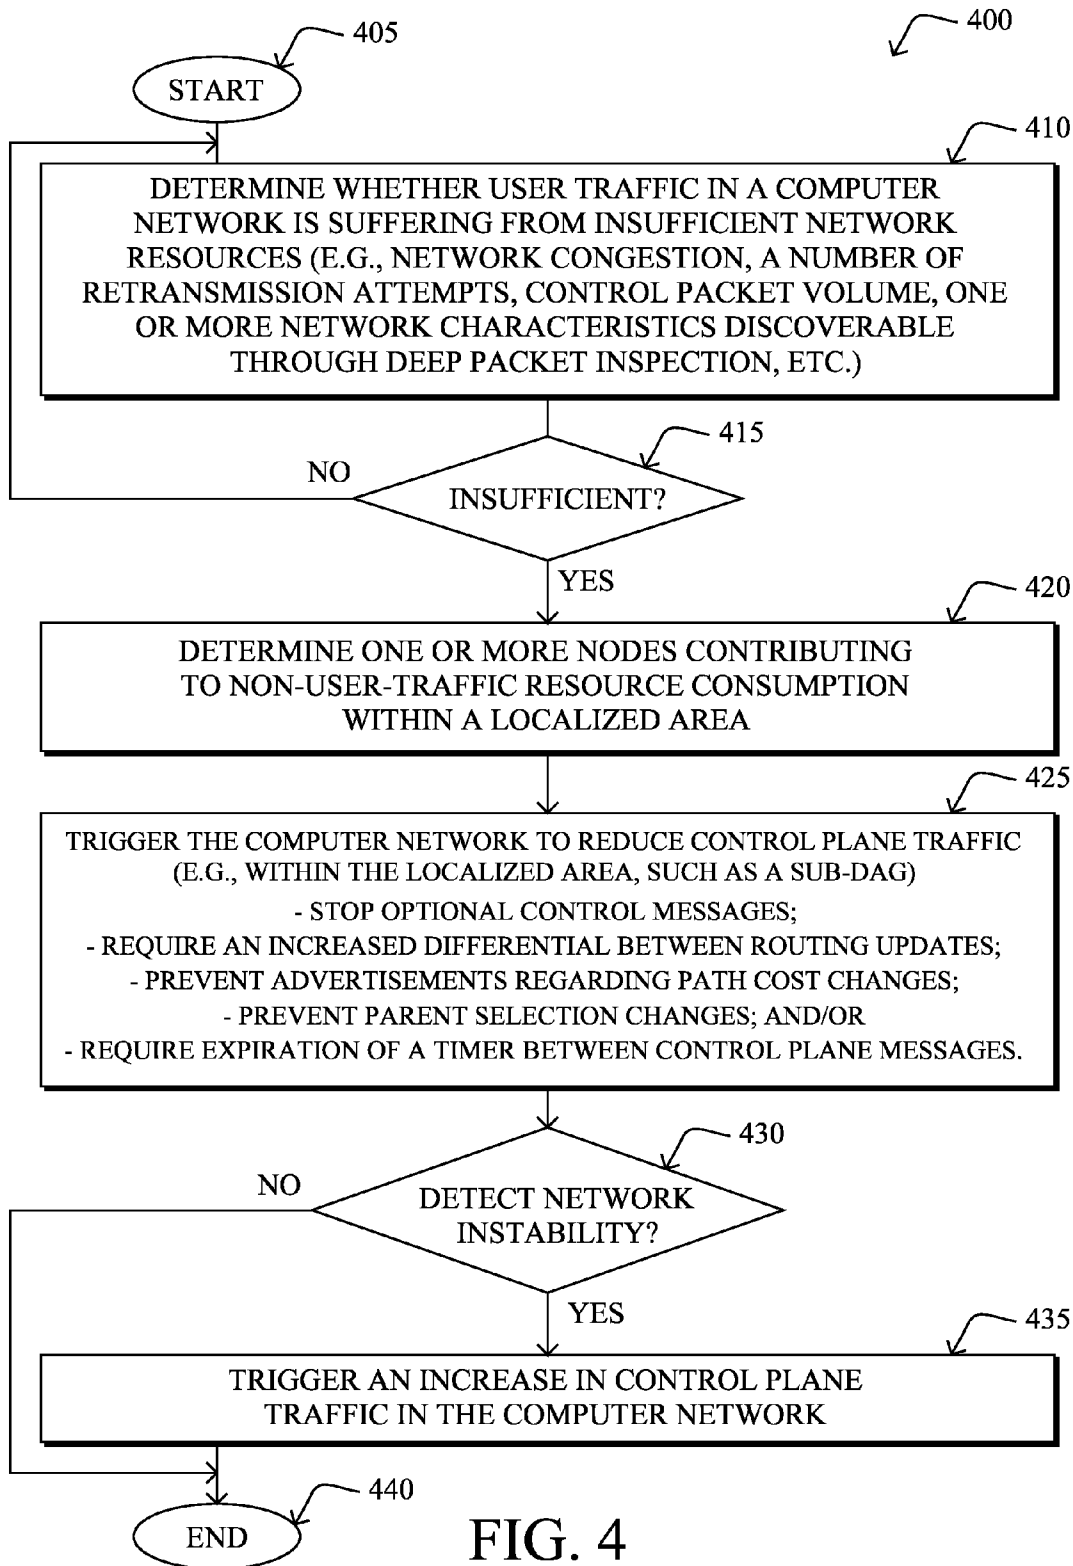 400
405
START
410
DETERMINE WHETHER USER TRAFFIC IN A COMPUTER
NETWORK IS SUFFERING FROM INSUFFICIENT NETWORK
RESOURCES (E.G., NETWORK CONGESTION, A NUMBER OF
RETRANSMISSION ATTEMPTS, CONTROL PACKET VOLUME, ONE
OR MORE NETWORK CHARACTERISTICS DISCOVERABLE
THROUGH DEEP PACKET INSPECTION, ETC.)
415
NO
INSUFFICIENT?
YES
420
DETERMINE ONE OR MORE NODES CONTRIBUTING
TO NON-USER-TRAFFIC RESOURCE CONSUMPTION
WITHIN A LOCALIZED AREA
425
TRIGGER THE COMPUTER NETWORK TO REDUCE CONTROL PLANE TRAFFIC
(E.G., WITHIN THE LOCALIZED AREA, SUCH AS A SUB-DAG)
- STOP OPTIONAL CONTROL MESSAGES;
- REQUIRE AN INCREASED DIFFERENTIAL BETWEEN ROUTING UPDATES;
- PREVENT ADVERTISEMENTS REGARDING PATH COST CHANGES;
- PREVENT PARENT SELECTION CHANGES; AND/OR
- REQUIRE EXPIRATION OF A TIMER BETWEEN CONTROL PLANE MESSAGES.
430
NO
DETECT NETWORK
INSTABILITY?
YES
435
TRIGGER AN INCREASE IN CONTROL PLANE
TRAFFIC IN THE COMPUTER NETWORK
440
END
FIG. 4